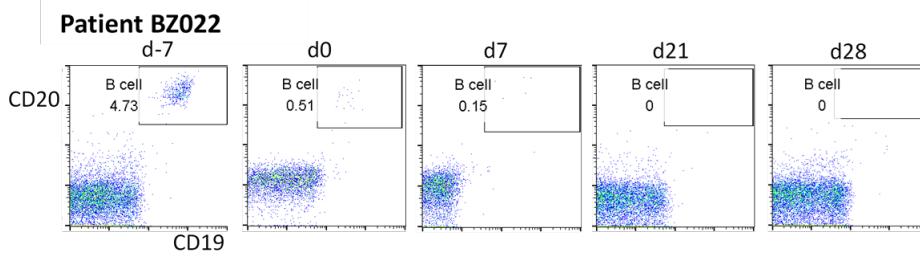 Patient BZ022
d-7
d0
d7
d21
d28
CD20
B cell
4.73
B cell
0.51
B cell
0.15
B cell
0
B cell
0
CD19